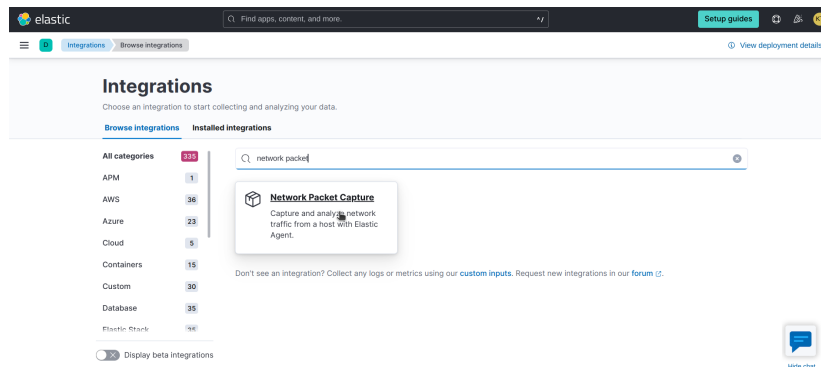 elastic
Find apps, content, and more.
^/
Setup guides
D
Integrations
Browse integrations
View deployment details
Integrations
Choose an integration to start collecting and analyzing your data.
Browse integrations
Installed integrations
All categories 335
APM 1
AWS 36
Azure 23
Cloud 5
Containers 15
Custom 30
Database 35
Elastic Stack
Display beta integrations
network packet
Network Packet Capture
Capture and analyze network
traffic from a host with Elastic
Agent.
Don't see an integration? Collect any logs or metrics using our custom inputs. Request new integrations in our forum
Hide chat